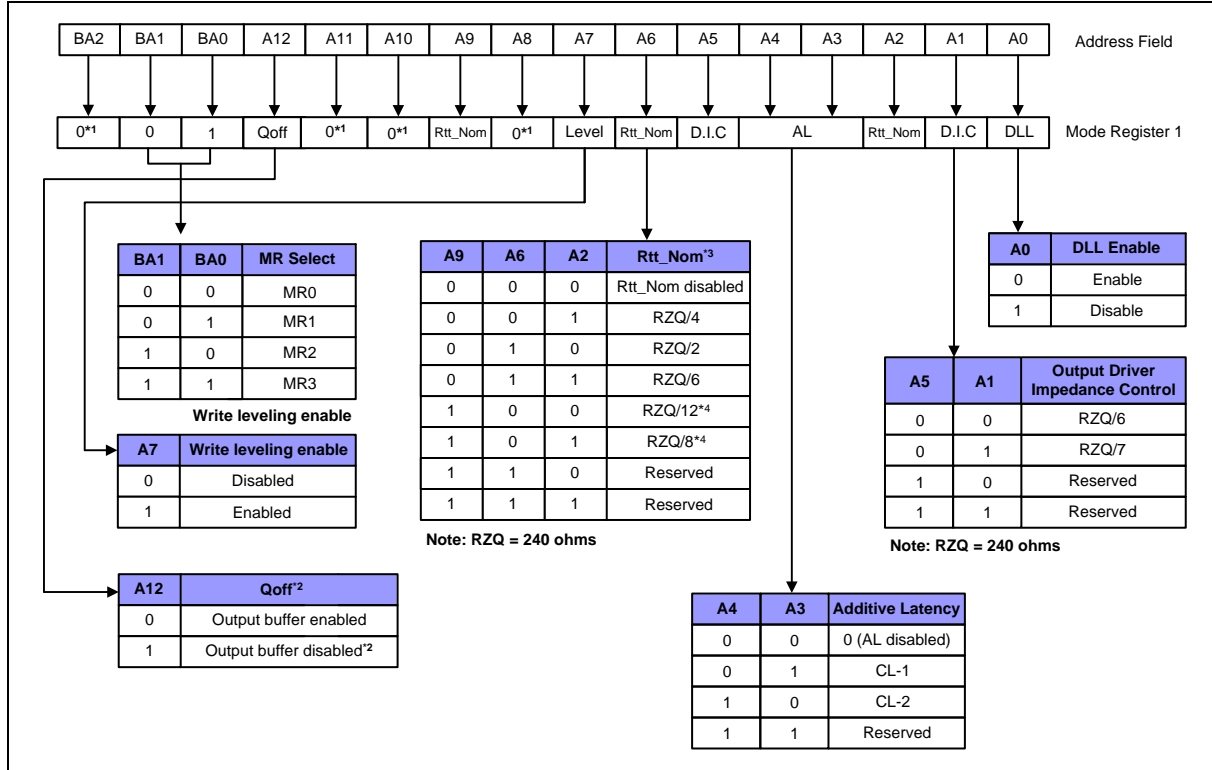 BA2 BA1 BA0 A12 A11 A10 A9 A8 A7 A6 A5 A4 A3 A2 A1 A0 Address Field
0*1 0 1 Qoff 0*1 0*1 Rtt_Nom 0*1 Level Rtt_Nom D.I.C AL Rtt_Nom D.I.C DLL Mode Register 1
BA1 BA0 MR Select
0 0 MR0
0 1 MR1
1 0 MR2
1 1 MR3
Write leveling enable
A7 Write leveling enable
0 Disabled
1 Enabled
A12 Qoff*2
0 Output buffer enabled
1 Output buffer disabled*2
A9 A6 A2 Rtt_Nom*3
0 0 0 Rtt_Nom disabled
0 0 1 RZQ/4
0 1 0 RZQ/2
0 1 1 RZQ/6
1 0 0 RZQ/12*4
1 0 1 RZQ/8*4
1 1 0 Reserved
1 1 1 Reserved
Note: RZQ = 240 ohms
A0 DLL Enable
0 Enable
1 Disable
A5 A1 Output Driver
Impedance Control
0 0 RZQ/6
0 1 RZQ/7
1 0 Reserved
1 1 Reserved
Note: RZQ = 240 ohms
A4 A3 Additive Latency
0 0 0 (AL disabled)
0 1 CL-1
1 0 CL-2
1 1 Reserved